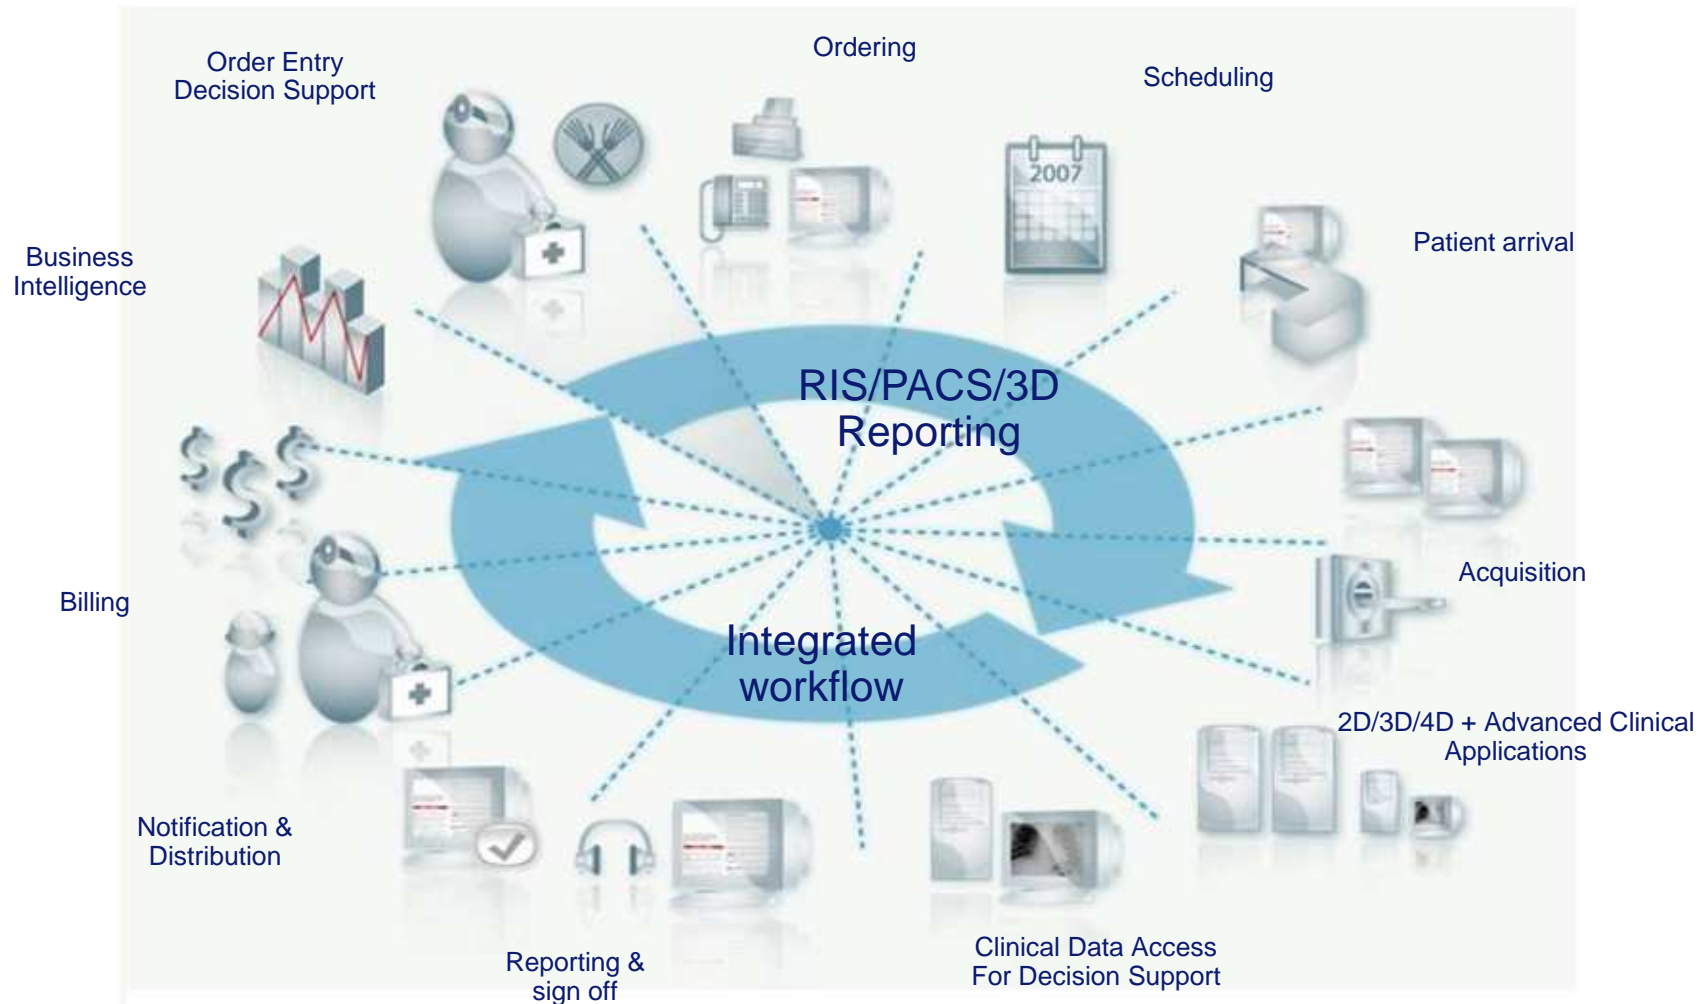 Ordering
Order Entry
Decision Support
Scheduling
2007
Patient arrival
Business
Intelligence
RIS/PACS/3D
Reporting
Acquisition
Billing
Integrated
workflow
2D/3D/4D + Advanced Clinical
Applications
Notification &
Distribution
Clinical Data Access
For Decision Support
Reporting &
sign off